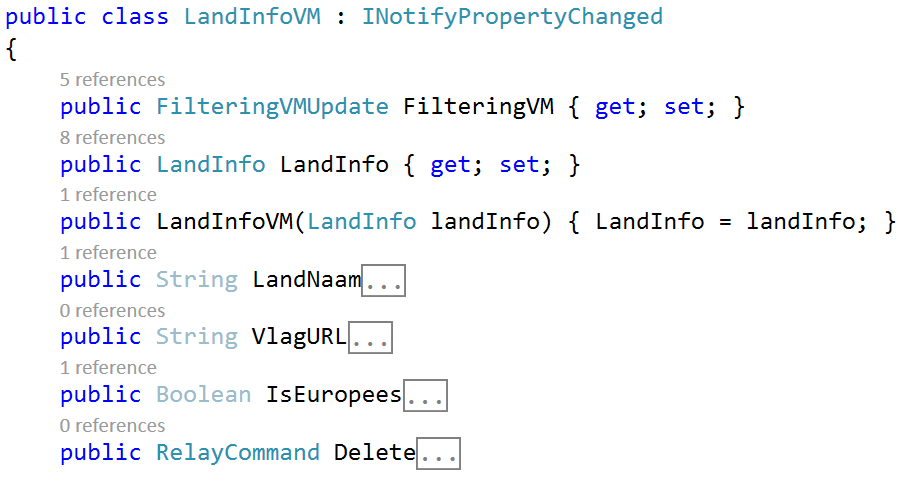 public class LandInfoVM : INotifyPropertyChanged
{
5 references
public FilteringVMUpdate FilteringVM { get; set; }
8 references
public LandInfo LandInfo { get; set; }
1 reference
public LandInfoVM(LandInfo landInfo) { LandInfo = landInfo; }
1 reference
public String LandNaam...
0 references
public String VlagURL...
1 reference
public Boolean IsEuropees...
0 references
public RelayCommand Delete...